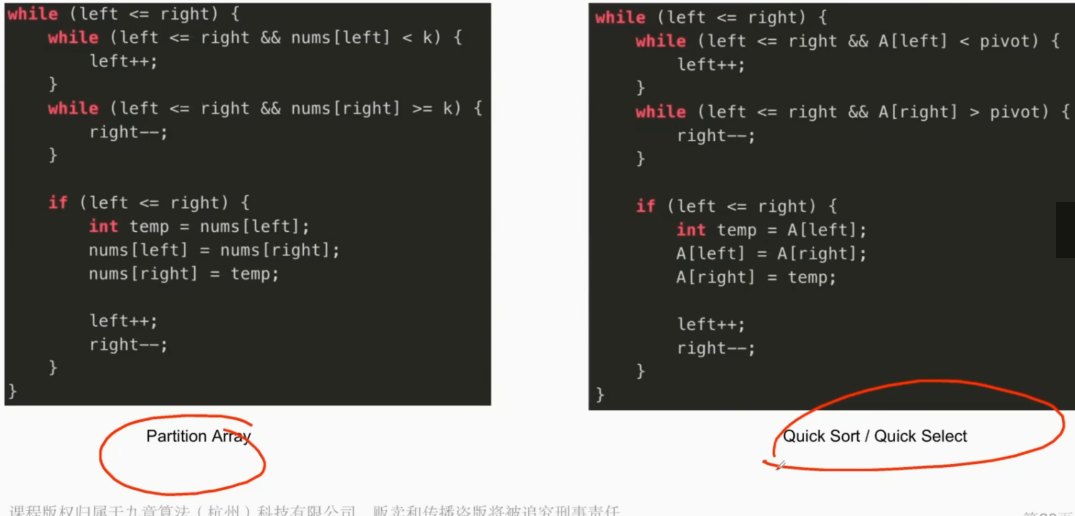 while (left <= right) {
while (left <= right && nums[left] < k) {
left++;
}
while (left <= right && nums[right] >= k) {
right--;
}
if (left <= right) {
int temp = nums[left];
nums[left] = nums[right];
nums[right] = temp;
left++;
right--;
}
}
Partition Array
while (left <= right) {
while (left <= right && A[left] < pivot) {
left++;
}
while (left <= right && A[right] > pivot) {
right--;
}
if (left <= right) {
int temp = A[left];
A[left] = A[right];
A[right] = temp;
left++;
right--;
}
}
Quick Sort / Quick Select
课程版权归属于九章算法（杭州）科技有限公司，贩卖和传播盗版将被追究刑事责任